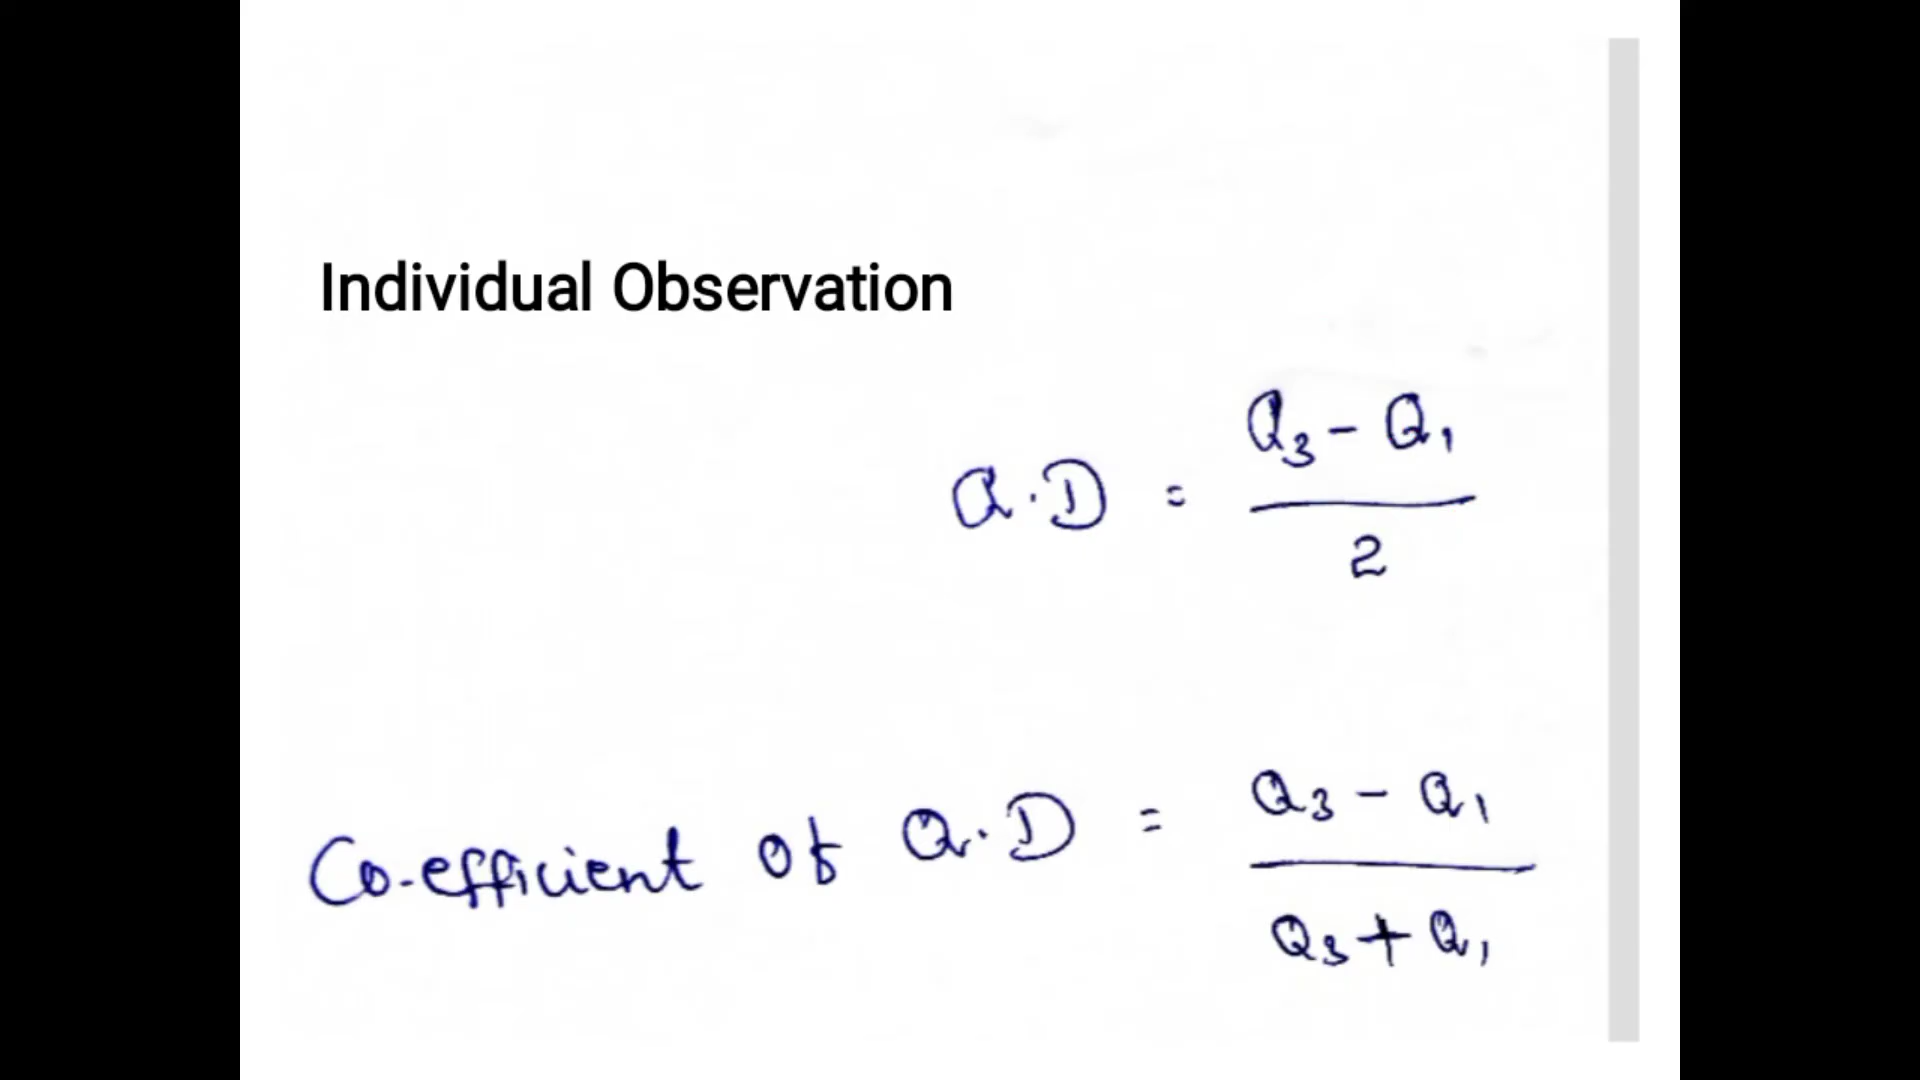 Individual Observation
Q.D = Q₃ - Q₁ / 2
Co-efficient of Q.D = Q₃ - Q₁ / Q₃ + Q₁